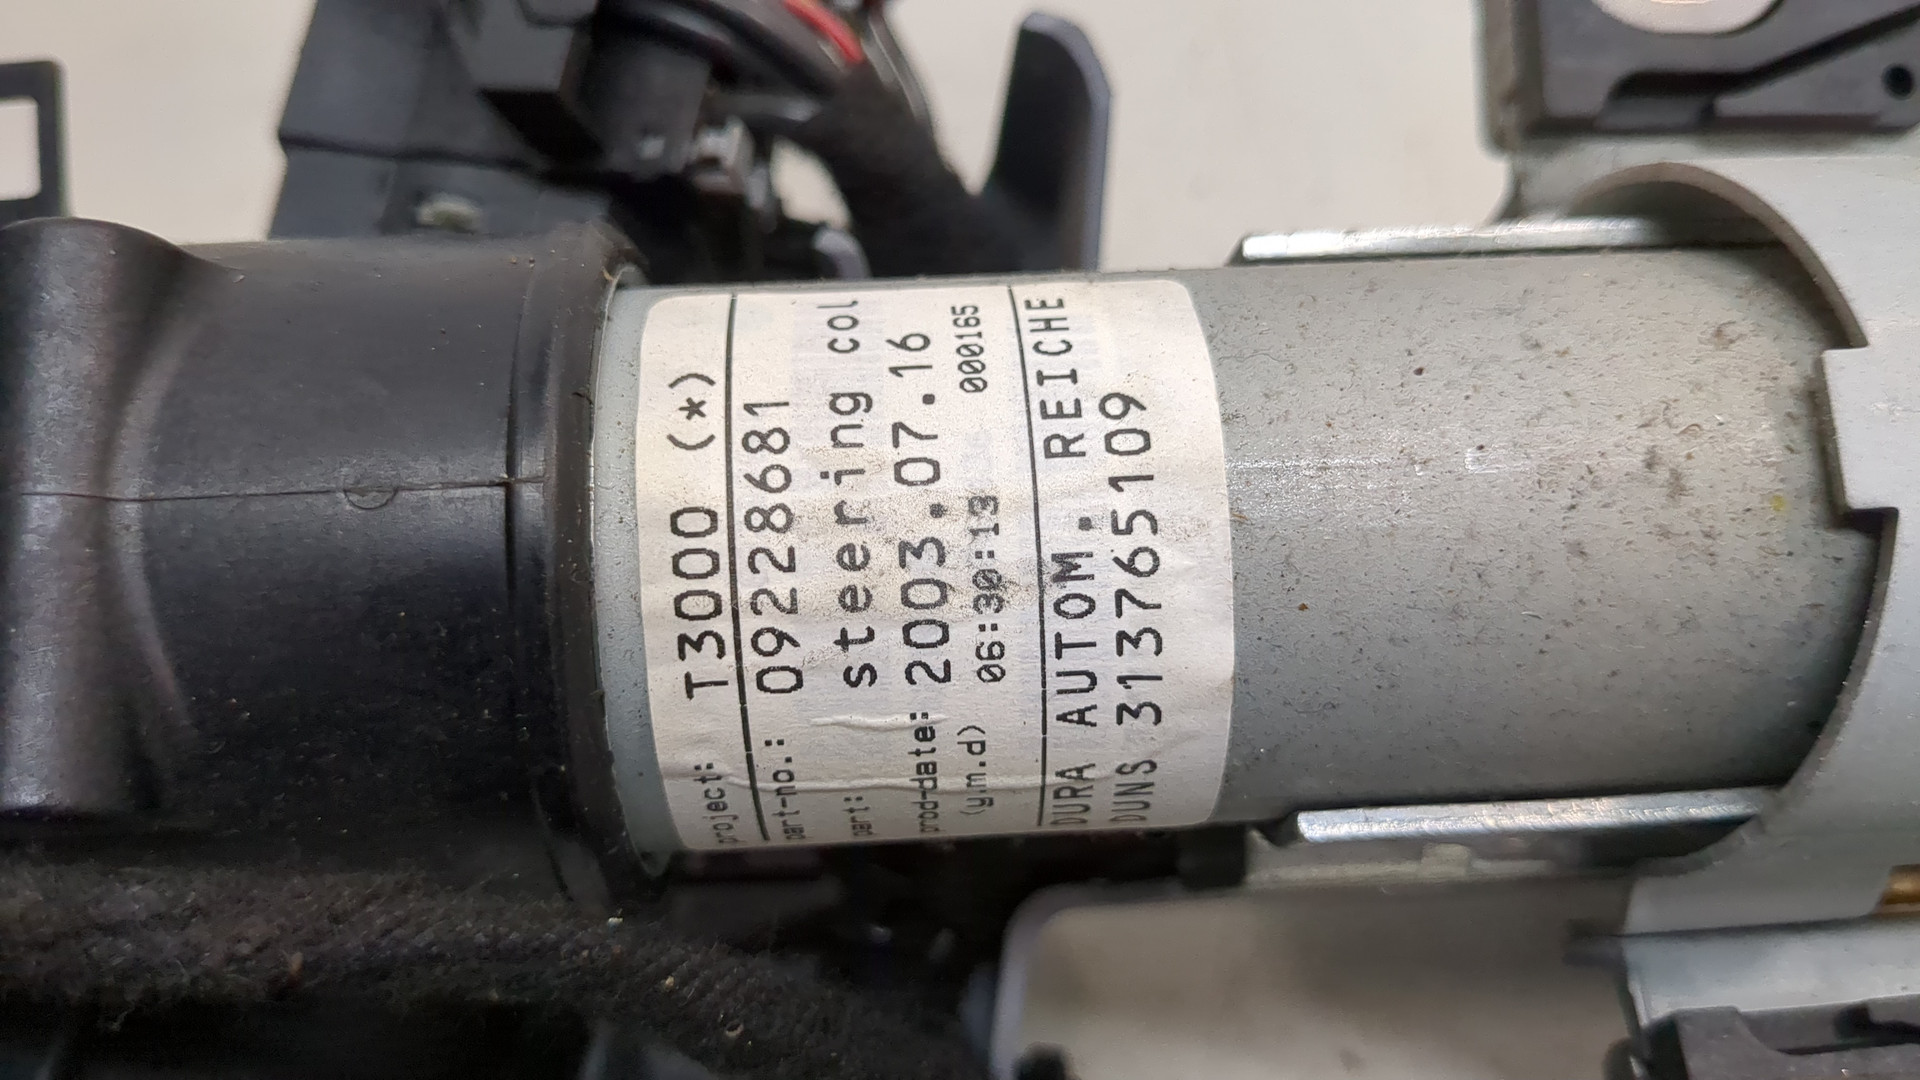 project: T3000 (*)
part-no.: 09228681
part: steering col
prod-date: 2003.07.16
(y.m.d) 06:30:13 000165
DURA AUTOM. REICHE
DUNS 313765109